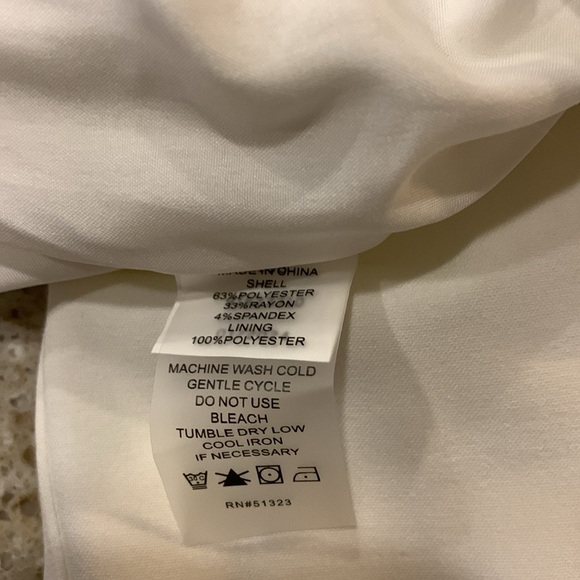 MADE IN CHINA
SHELL
63%POLYESTER
33%RAYON
4%SPANDEX
LINING
100%POLYESTER
MACHINE WASH COLD
GENTLE CYCLE
DO NOT USE
BLEACH
TUMBLE DRY LOW
COOL IRON
IF NECESSARY
30°C
RN#51323